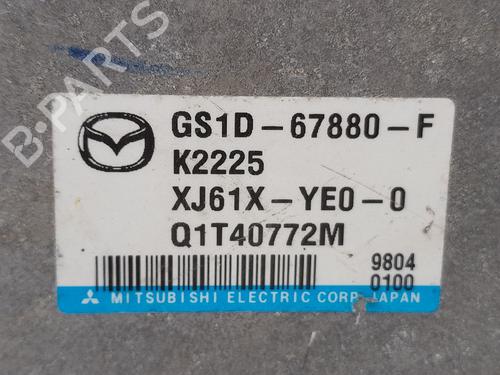 B-PARTS
GS1D-67880-F
K2225
XJ61X-YE0-0
Q1T40772M
9804
0100
MITSUBISHI ELECTRIC CORP. JAPAN